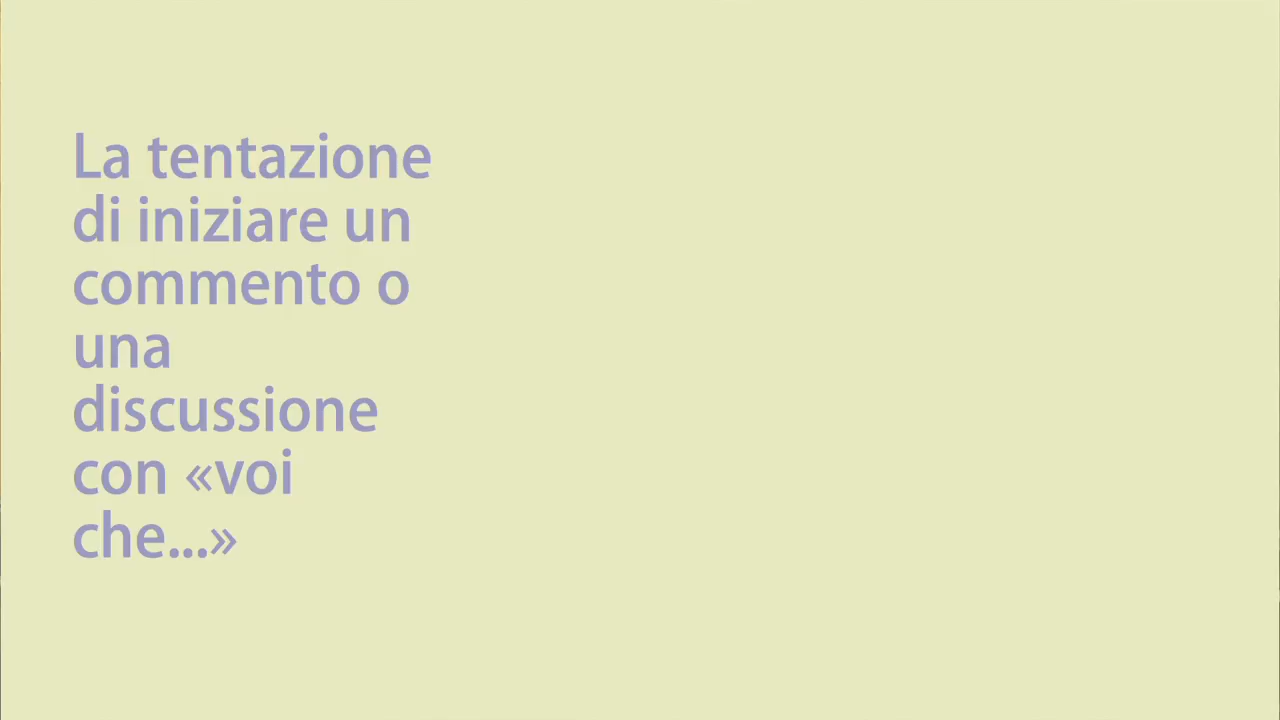 La tentazione
di iniziare un
commento o
una
discussione
con «voi
che...»